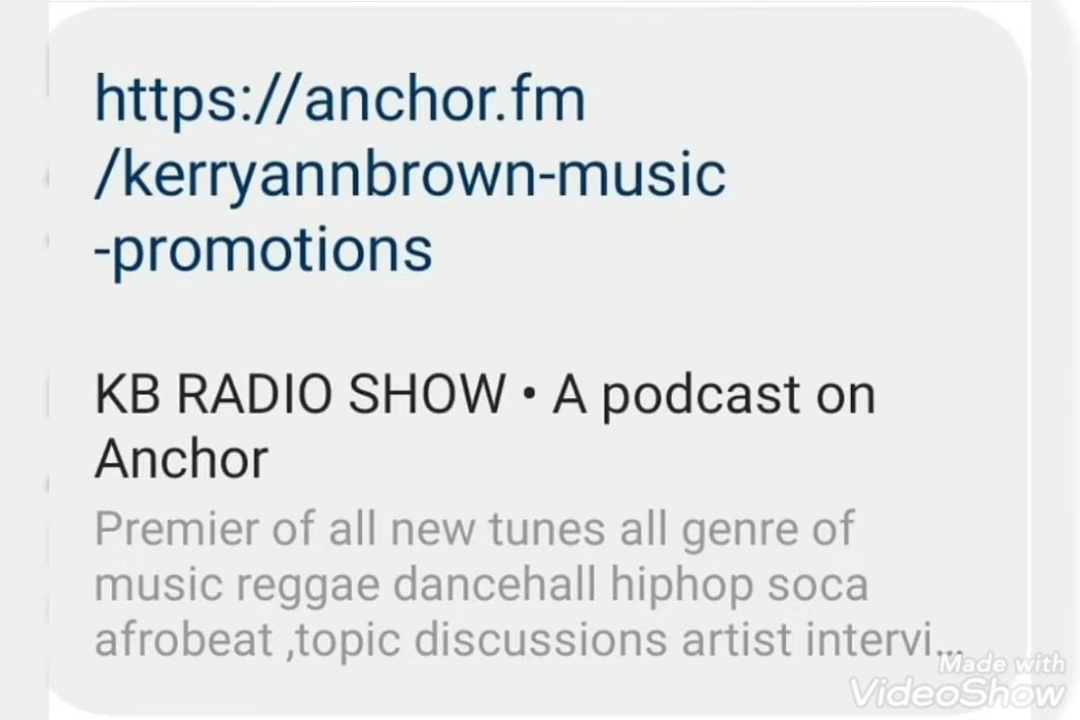 https://anchor.fm
/kerryannbrown-music
-promotions
KB RADIO SHOW • A podcast on
Anchor
Premier of all new tunes all genre of
music reggae dancehall hiphop soca
afrobeat ,topic discussions artist intervi...
Made with
VideoShow